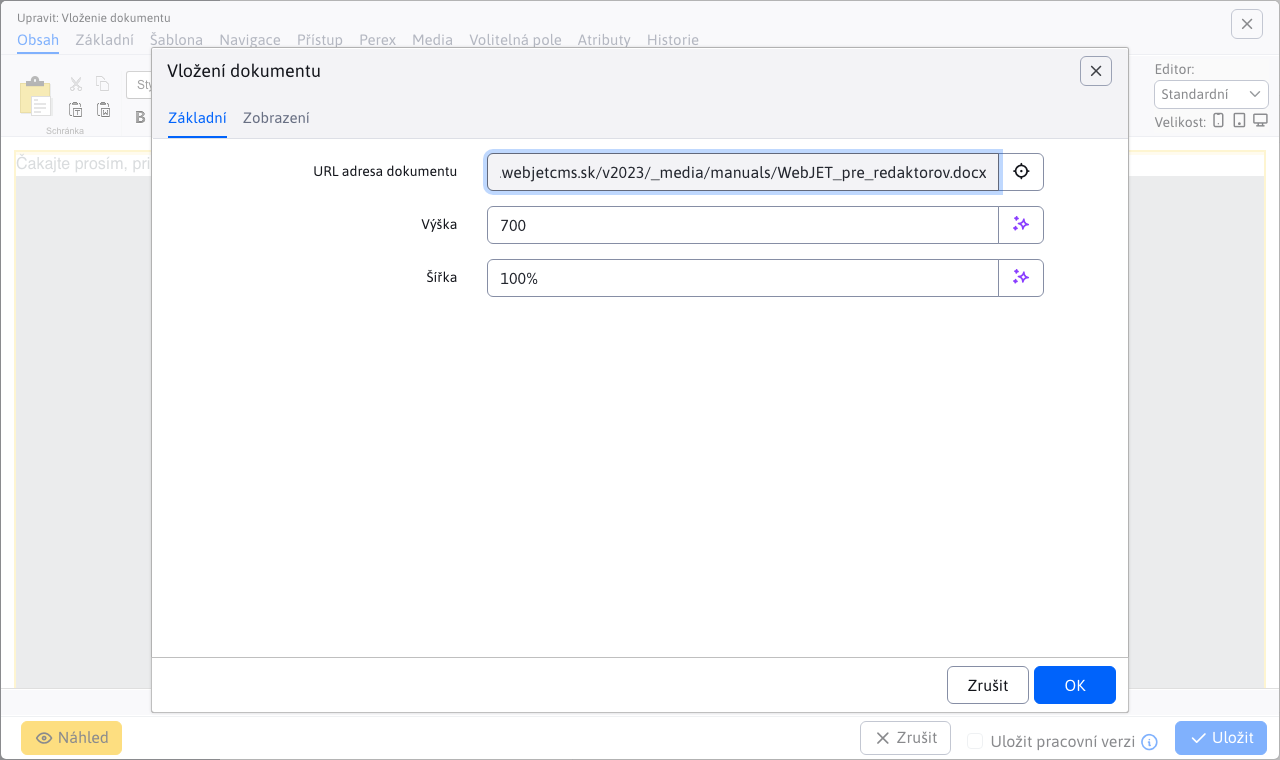 Upravit: Vloženie dokumentu
Obsah Základní Šablona Navigace Přístup Perex Media Volitelná pole Atributy Historie
Vložení dokumentu
Základní Zobrazení
Schránka
B
Editor:
Standardní
Velikost:
Čakajte prosím, pri
URL adresa dokumentu .webjetcms.sk/v2023/_media/manuals/WebJET_pre_redaktorov.docx
Výška 700
Šířka 100%
Zrušit OK
Náhled Zrušit Uložit pracovní verzi Uložit